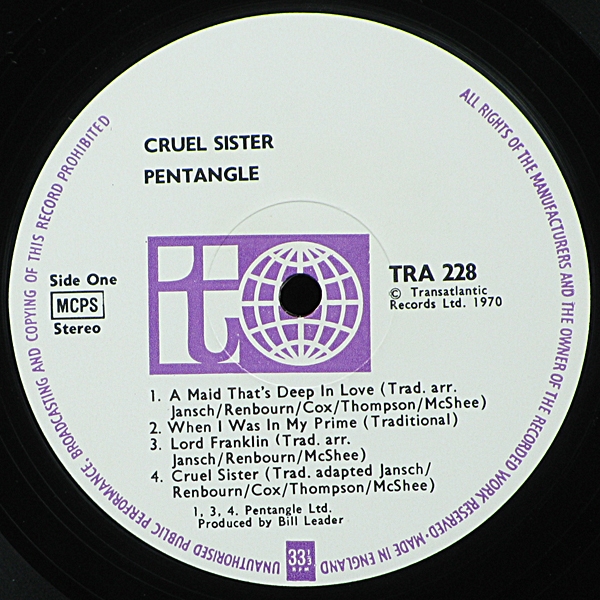 CRUEL SISTER
PENTANGLE
Side One
MCPS
Stereo
to
TRA 228
© Transatlantic
Records Ltd. 1970
1. A Maid That's Deep In Love (Trad. arr.
Jansch/Renbourn/Cox/Thompson/McShee)
2. When I Was In My Prime (Traditional)
3. Lord Franklin (Trad. arr.
Jansch/Renbourn/McShee)
4. Cruel Sister (Trad. adapted Jansch/
Renbourn/Cox/Thompson/McShee)
1, 3, 4. Pentangle Ltd.
Produced by Bill Leader
33⅓
RPM
ALL RIGHTS OF THE MANUFACTURERS AND THE OWNER OF THE RECORDED WORK RESERVED·MADE IN ENGLAND
UNAUTHORISED PUBLIC PERFORMANCE, BROADCASTING AND COPYING OF THIS RECORD PROHIBITED